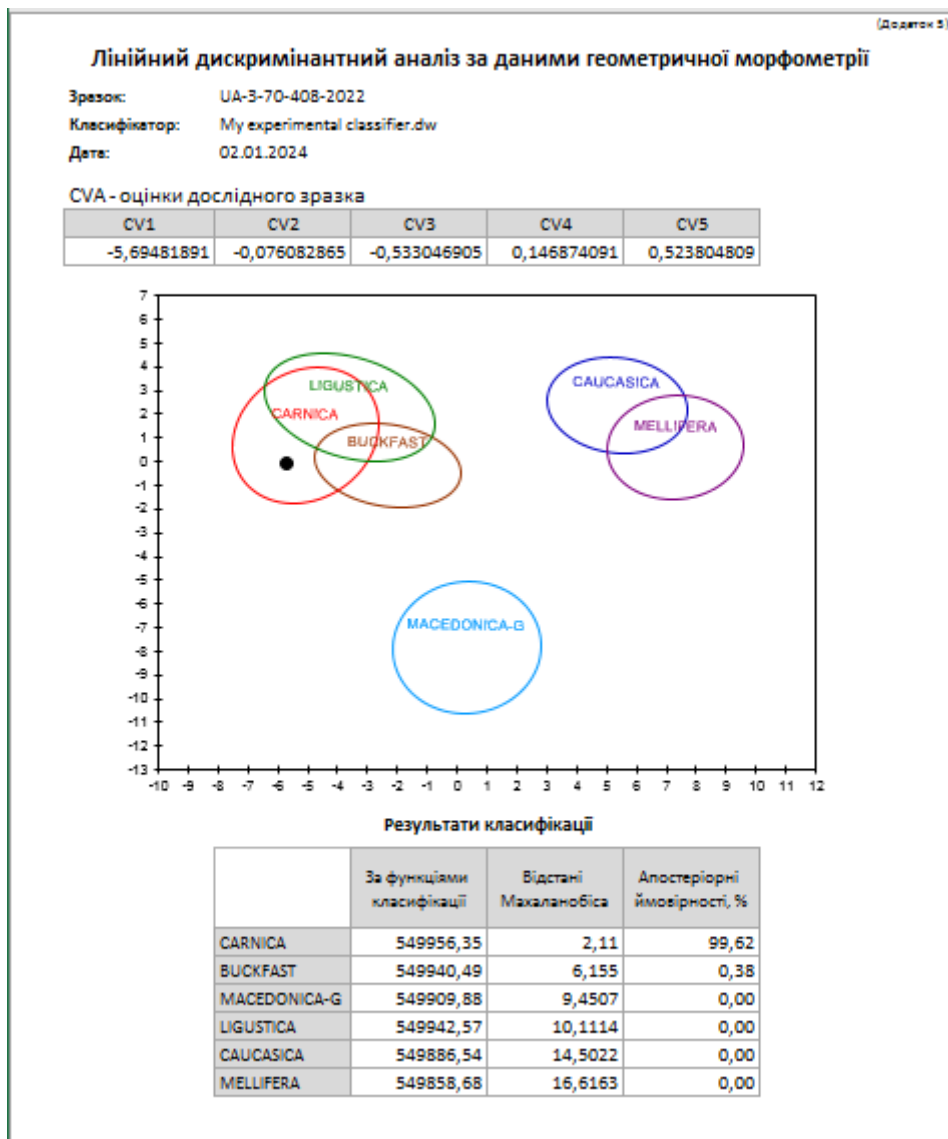 (Додаток 5)
Лінійний дискримінантний аналіз за даними геометричної морфометрії
Зразок: UA-3-70-408-2022
Класифікатор: My experimental classifier.dw
Дата: 02.01.2024
CVA - оцінки дослідного зразка
CV1 CV2 CV3 CV4 CV5
-5,69481891 -0,076082865 -0,533046905 0,146874091 0,523804809
7
6
5
4
3
2
1
0
-1
-2
-3
-4
-5
-6
-7
-8
-9
-10
-11
-12
-13
LIGUSTICA
CARNICA
BUCKFAST
CAUCASICA
MELLIFERA
MACEDONICA-G
-10 -9 -8 -7 -6 -5 -4 -3 -2 -1 0 1 2 3 4 5 6 7 8 9 10 11 12
Результати класифікації
За функціями класифікації Відстані Махаланобіса Апостеріорні ймовірності, %
CARNICA 549956,35 2,11 99,62
BUCKFAST 549940,49 6,155 0,38
MACEDONICA-G 549909,88 9,4507 0,00
LIGUSTICA 549942,57 10,1114 0,00
CAUCASICA 549886,54 14,5022 0,00
MELLIFERA 549858,68 16,6163 0,00